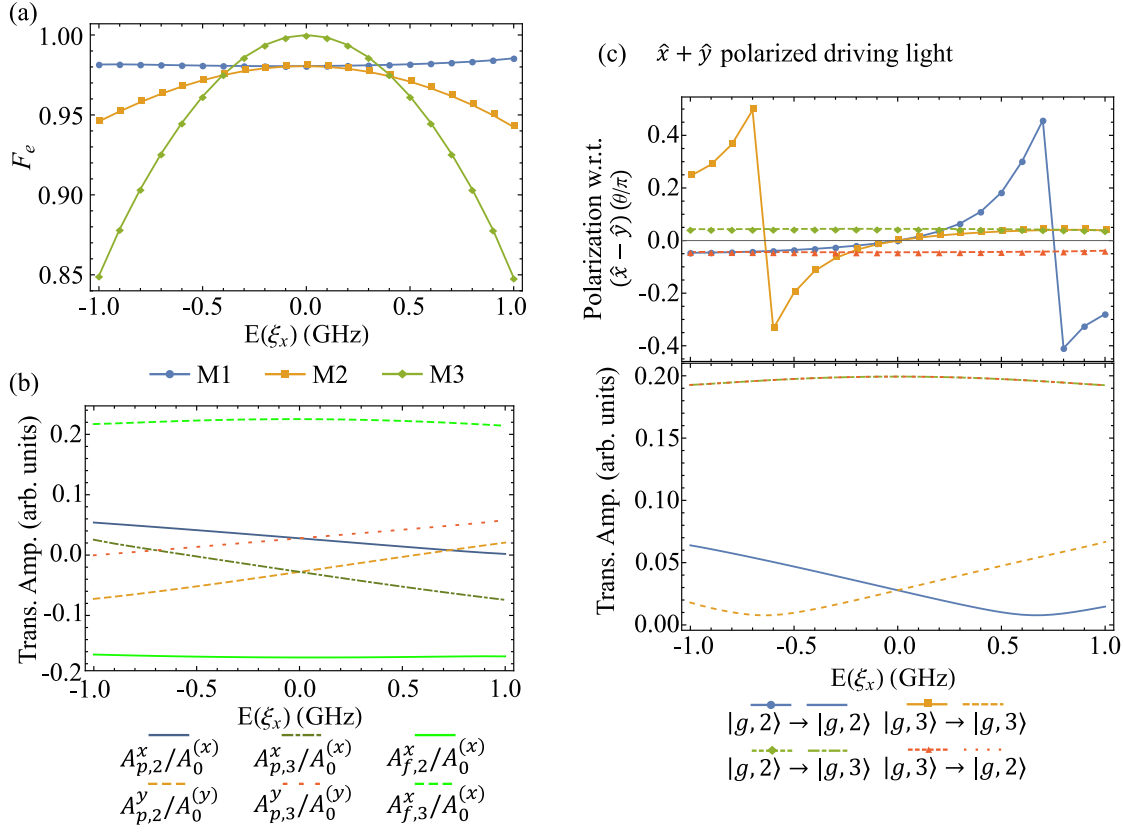 (a)
1.00
0.95
0.90
0.85
F_e
-1.0 -0.5 0.0 0.5 1.0
E(ξ_x) (GHz)
M1 M2 M3
(b)
0.2
0.1
0.0
-0.1
-0.2
Trans. Amp. (arb. units)
-1.0 -0.5 0.0 0.5 1.0
E(ξ_x) (GHz)
A^x_{p,2}/A_0^{(x)} A^x_{p,3}/A_0^{(x)} A^x_{f,2}/A_0^{(x)}
A^y_{p,2}/A_0^{(y)} A^y_{p,3}/A_0^{(y)} A^x_{f,3}/A_0^{(x)}
(c) x̂ + ŷ polarized driving light
0.4
0.2
0.0
-0.2
-0.4
Polarization w.r.t.
(x̂ − ŷ) (θ/π)
0.20
0.15
0.10
0.05
0.00
Trans. Amp. (arb. units)
-1.0 -0.5 0.0 0.5 1.0
E(ξ_x) (GHz)
|g, 2⟩ → |g, 2⟩ |g, 3⟩ → |g, 3⟩
|g, 2⟩ → |g, 3⟩ |g, 3⟩ → |g, 2⟩